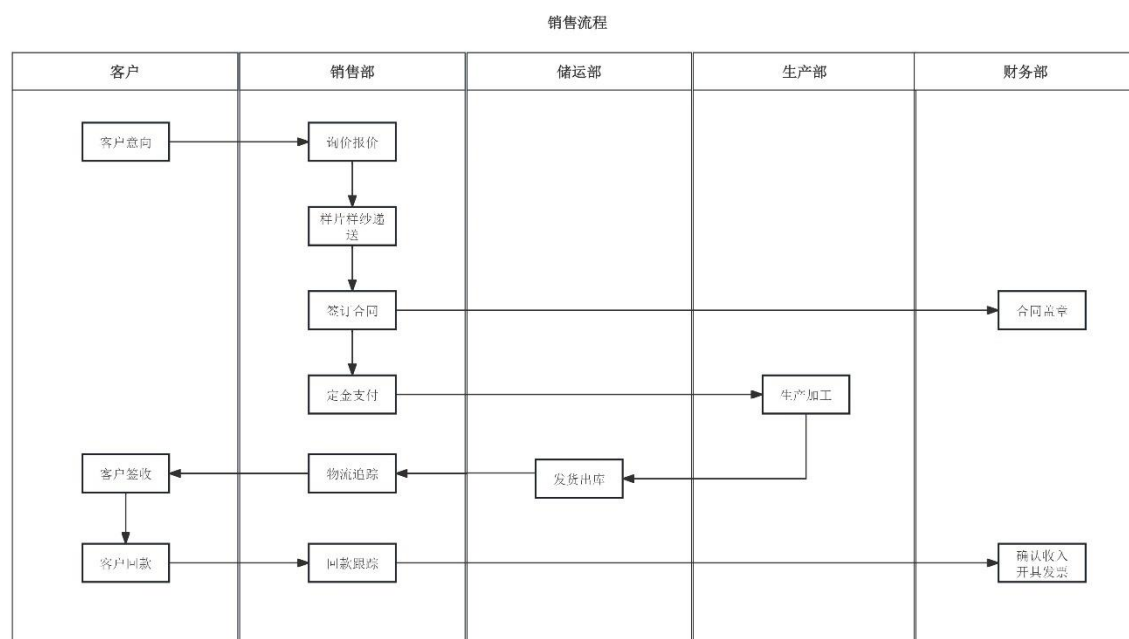 销售流程
客户
销售部
储运部
生产部
财务部
客户意向
询价报价
样片样纱递
送
签订合同
合同盖章
定金支付
生产加工
客户签收
物流追踪
发货出库
客户回款
回款跟踪
确认收入
开具发票